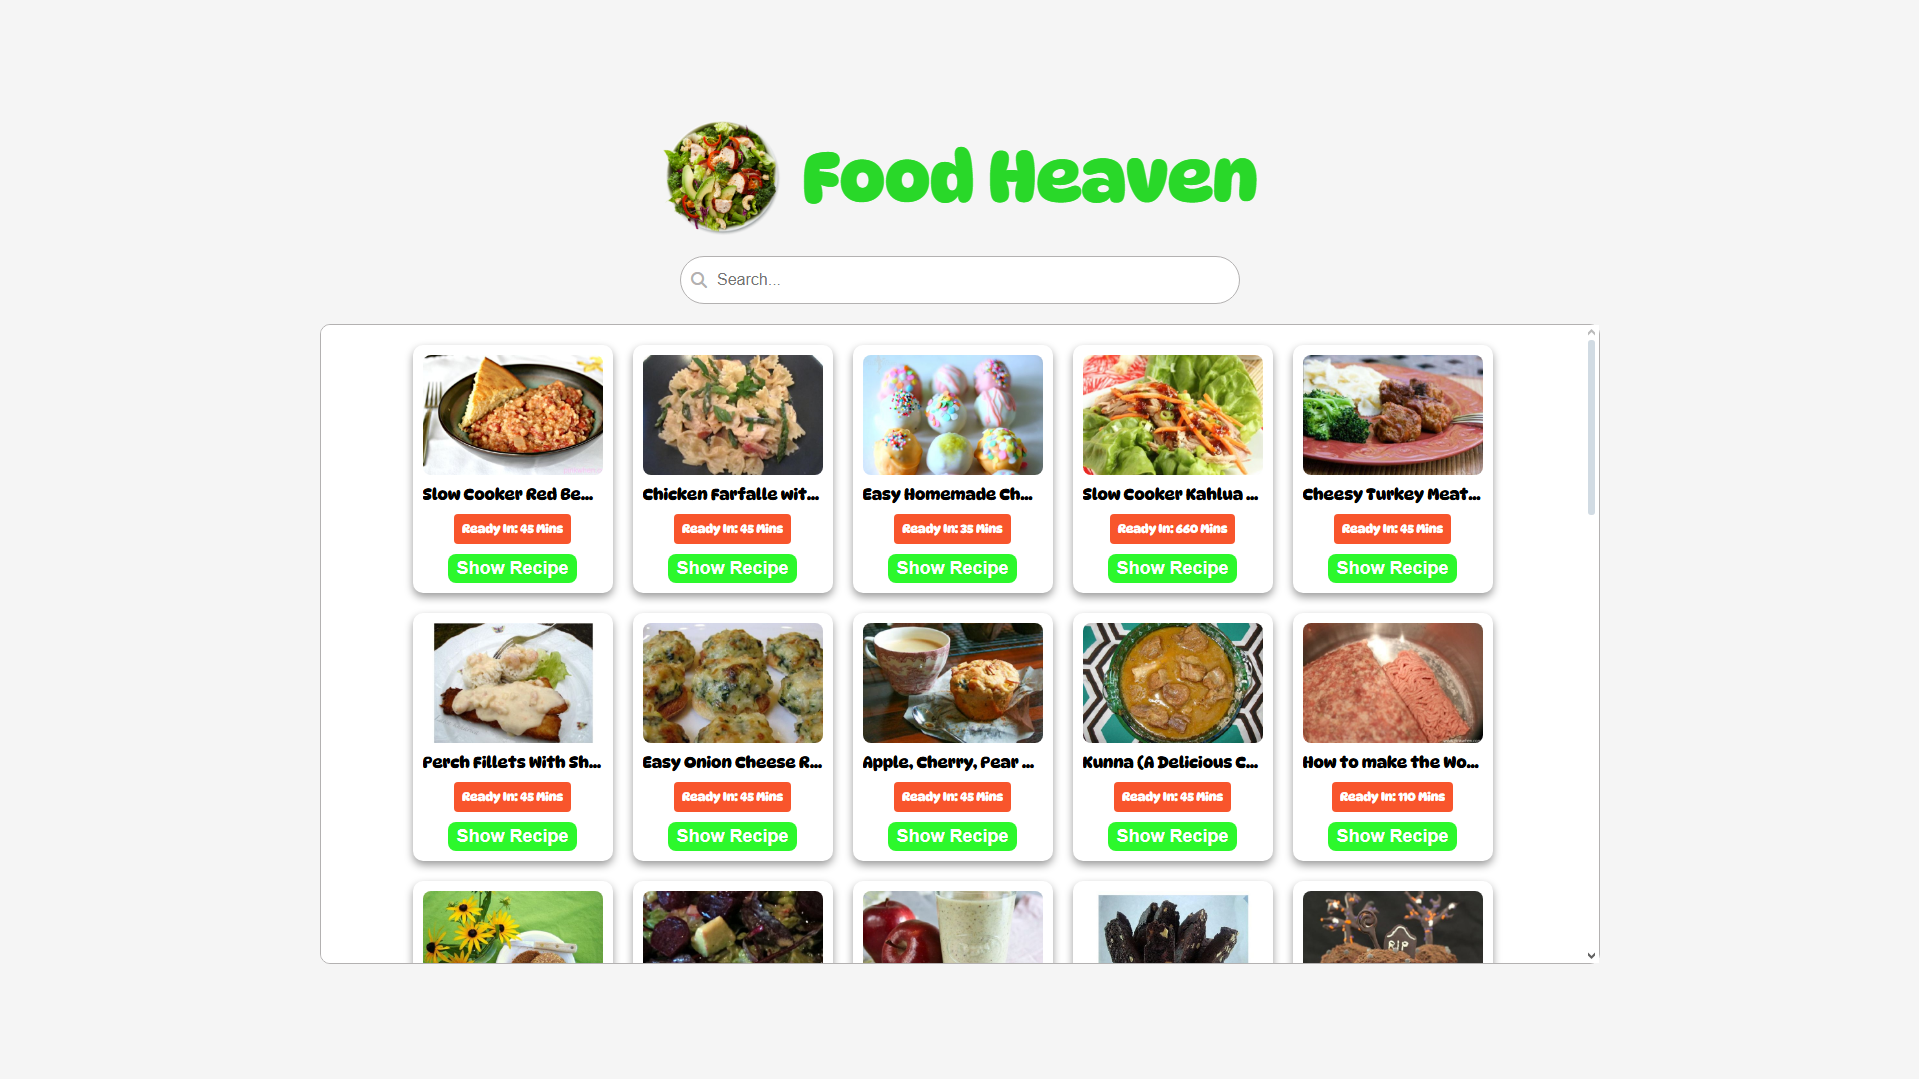 Food Heaven
Search...
Slow Cooker Red Be...
Chicken Farfalle wit...
Easy Homemade Ch...
Slow Cooker Kahlua ...
Cheesy Turkey Meat...
Ready In: 45 Mins
Ready In: 45 Mins
Ready In: 35 Mins
Ready In: 660 Mins
Ready In: 45 Mins
Show Recipe
Show Recipe
Show Recipe
Show Recipe
Show Recipe
Perch Fillets With Sh...
Easy Onion Cheese R...
Apple, Cherry, Pear ...
Kunna (A Delicious C...
How to make the Wo...
Ready In: 45 Mins
Ready In: 45 Mins
Ready In: 45 Mins
Ready In: 45 Mins
Ready In: 110 Mins
Show Recipe
Show Recipe
Show Recipe
Show Recipe
Show Recipe
RIP